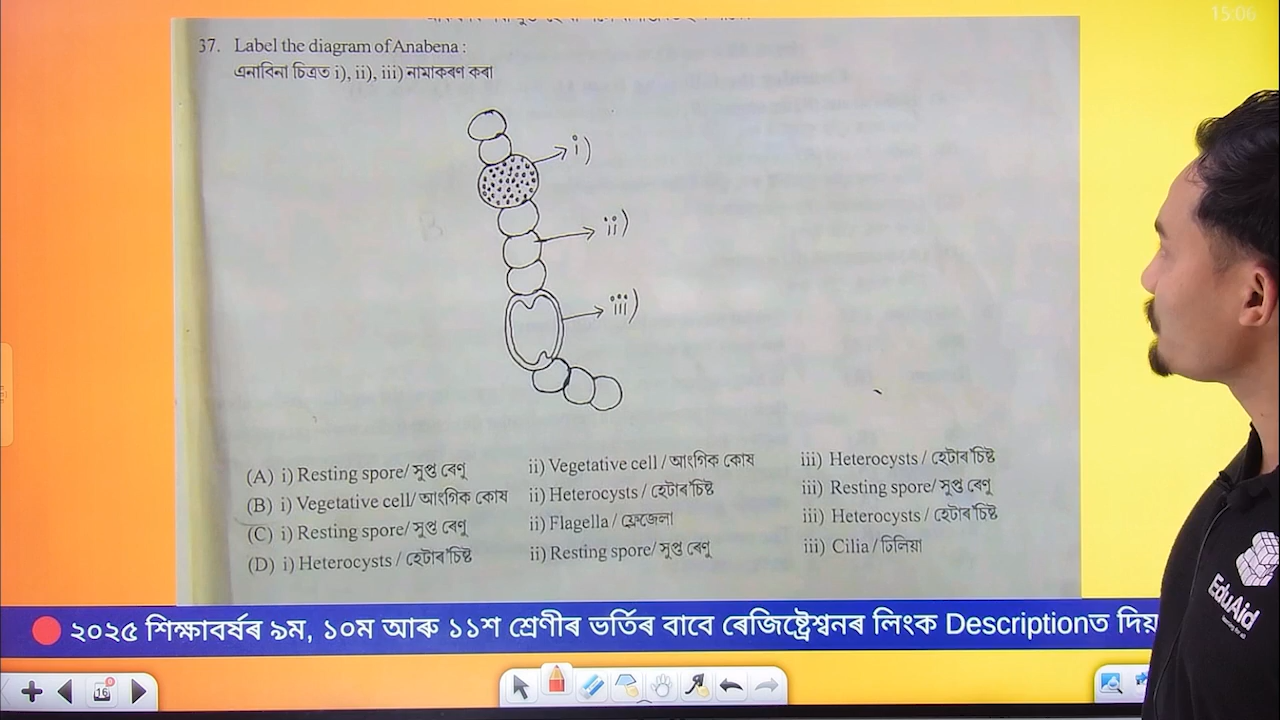 15:06
37. Label the diagram of Anabena :
এনাবিনা চিত্ৰত i), ii), iii) নামাকৰণ কৰা
i)
ii)
iii)
(A) i) Resting spore/ সুপ্ত ৰেণু ii) Vegetative cell / আংগিক কোষ iii) Heterocysts / হেটাৰ'চিষ্ট
(B) i) Vegetative cell/ আংগিক কোষ ii) Heterocysts / হেটাৰ'চিষ্ট iii) Resting spore/ সুপ্ত ৰেণু
(C) i) Resting spore/ সুপ্ত ৰেণু ii) Flagella / ফ্লেজেলা iii) Heterocysts / হেটাৰ'চিষ্ট
(D) i) Heterocysts / হেটাৰ'চিষ্ট ii) Resting spore/ সুপ্ত ৰেণু iii) Cilia / চিলিয়া
২০২৫ শিক্ষাবৰ্ষৰ ৯ম, ১০ম আৰু ১১শ শ্ৰেণীৰ ভৰ্তিৰ বাবে ৰেজিষ্ট্ৰেশ্বনৰ লিংক Descriptionত দিয়
16
EduAid